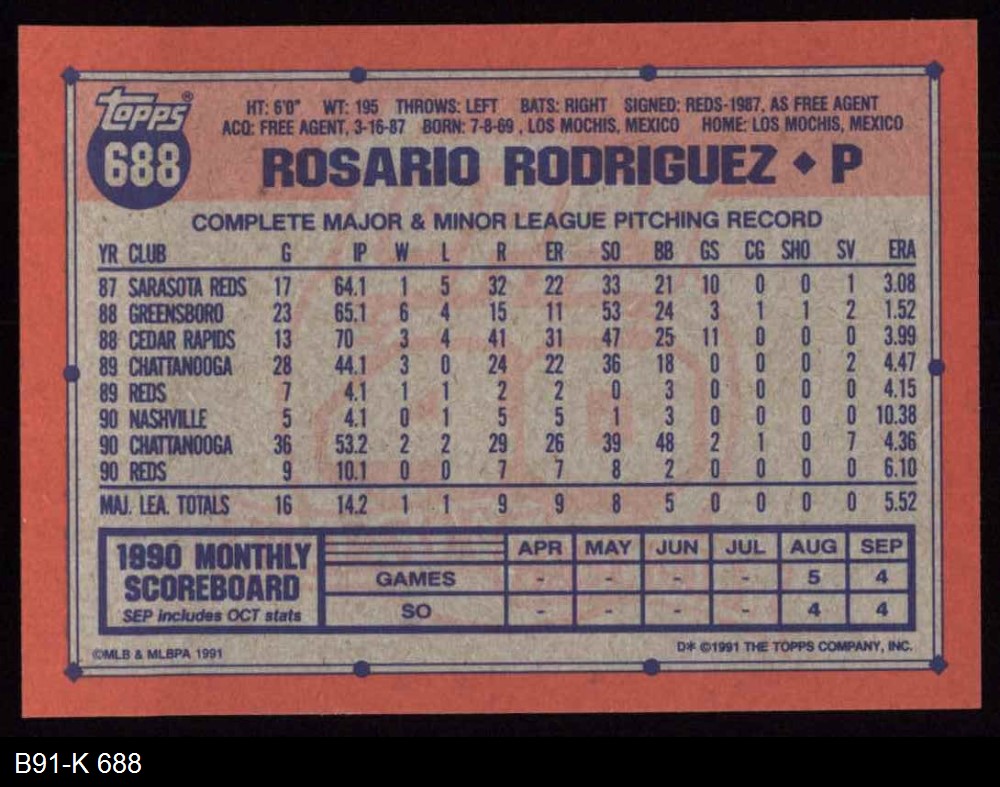 topps®
688
HT: 6'0" WT: 195 THROWS: LEFT BATS: RIGHT SIGNED: REDS-1987, AS FREE AGENT
ACQ: FREE AGENT, 3-16-87 BORN: 7-8-69 , LOS MOCHIS, MEXICO HOME: LOS MOCHIS, MEXICO
ROSARIO RODRIGUEZ ◆ P
COMPLETE MAJOR & MINOR LEAGUE PITCHING RECORD
YR CLUB G IP W L R ER SO BB GS CG SHO SV ERA
87 SARASOTA REDS 17 64.1 1 5 32 22 33 21 10 0 0 1 3.08
88 GREENSBORO 23 65.1 6 4 15 11 53 24 3 1 1 2 1.52
88 CEDAR RAPIDS 13 70 3 4 41 31 47 25 11 0 0 0 3.99
89 CHATTANOOGA 28 44.1 3 0 24 22 36 18 0 0 0 2 4.47
89 REDS 7 4.1 1 1 2 2 0 3 0 0 0 0 4.15
90 NASHVILLE 5 4.1 0 1 5 5 1 3 0 0 0 0 10.38
90 CHATTANOOGA 36 53.2 2 2 29 26 39 48 2 1 0 7 4.36
90 REDS 9 10.1 0 0 7 7 8 2 0 0 0 0 6.10
MAJ. LEA. TOTALS 16 14.2 1 1 9 9 8 5 0 0 0 0 5.52
1990 MONTHLY
SCOREBOARD
SEP includes OCT stats
APR MAY JUN JUL AUG SEP
GAMES - - - - 5 4
SO - - - - 4 4
©MLB & MLBPA 1991
D* ©1991 THE TOPPS COMPANY, INC.
B91-K 688